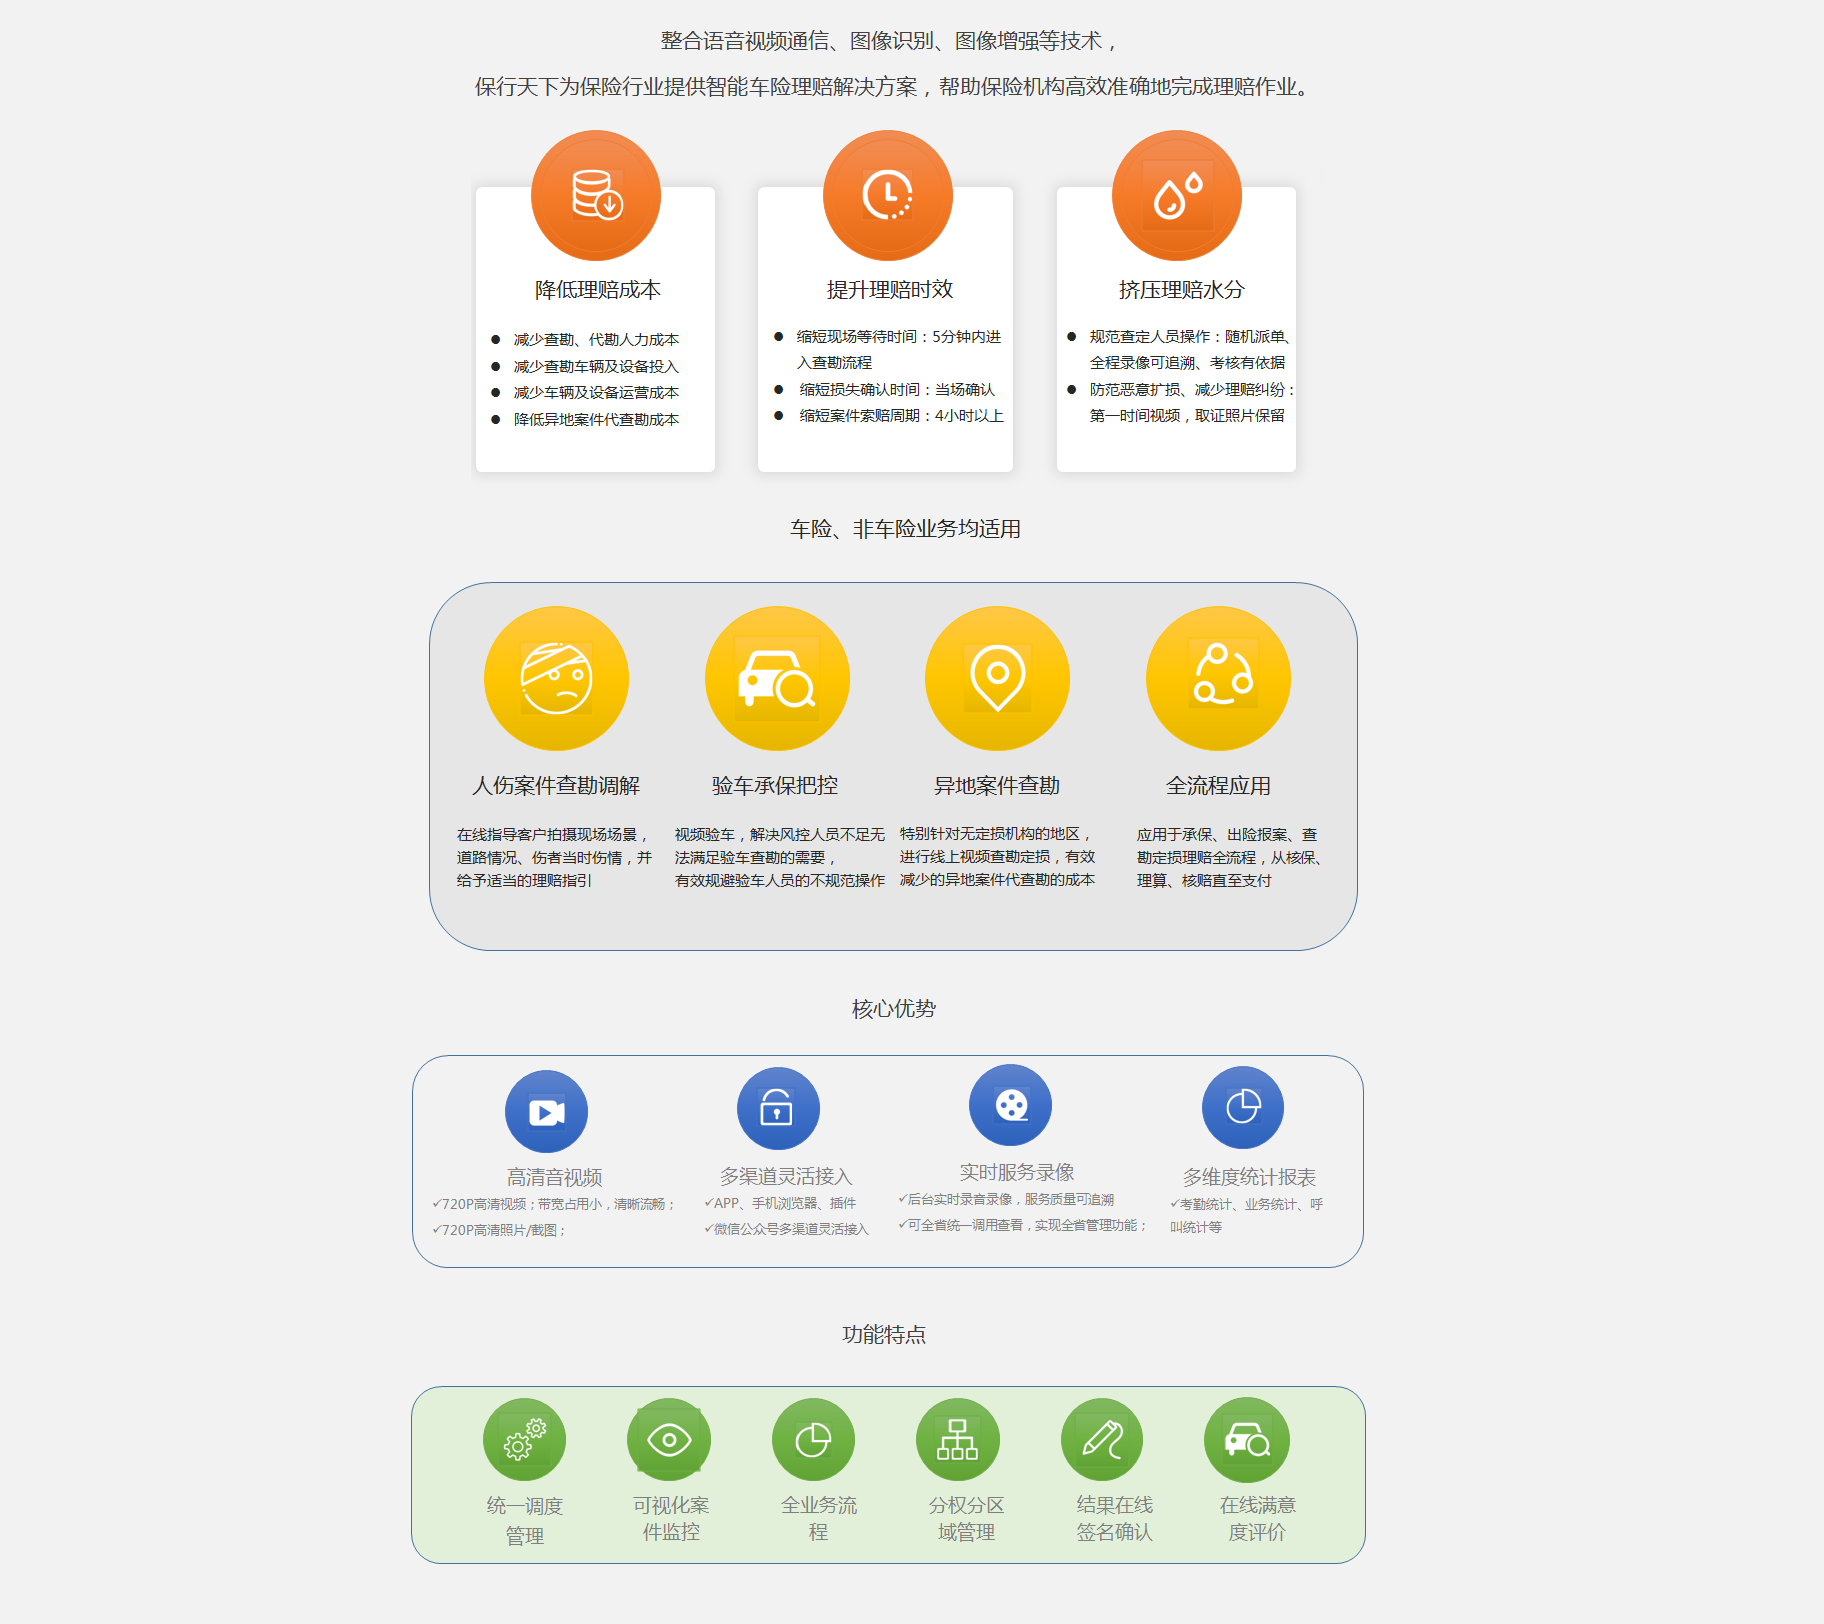 整合语音视频通信、图像识别、图像增强等技术，
保行天下为保险行业提供智能车险理赔解决方案，帮助保险机构高效准确地完成理赔作业。
降低理赔成本
● 减少查勘、代勘人力成本
● 减少查勘车辆及设备投入
● 减少车辆及设备运营成本
● 降低异地案件代查勘成本
提升理赔时效
● 缩短现场等待时间：5分钟内进
入查勘流程
● 缩短损失确认时间：当场确认
● 缩短案件索赔周期：4小时以上
挤压理赔水分
● 规范查定人员操作：随机派单、
全程录像可追溯、考核有依据
● 防范恶意扩损、减少理赔纠纷：
第一时间视频，取证照片保留
车险、非车险业务均适用
人伤案件查勘调解
在线指导客户拍摄现场场景，
道路情况、伤者当时伤情，并
给予适当的理赔指引
验车承保把控
视频验车，解决风控人员不足无
法满足验车查勘的需要，
有效规避验车人员的不规范操作
异地案件查勘
特别针对无定损机构的地区，
进行线上视频查勘定损，有效
减少的异地案件代查勘的成本
全流程应用
应用于承保、出险报案、查
勘定损理赔全流程，从核保、
理算、核赔直至支付
核心优势
高清音视频
✓720P高清视频；带宽占用小，清晰流畅；
✓720P高清照片/截图；
多渠道灵活接入
✓APP、手机浏览器、插件
✓微信公众号多渠道灵活接入
实时服务录像
✓后台实时录音录像，服务质量可追溯
✓可全省统一调用查看，实现全省管理功能；
多维度统计报表
✓考勤统计、业务统计、呼
叫统计等
功能特点
统一调度
管理
可视化案
件监控
全业务流
程
分权分区
域管理
结果在线
签名确认
在线满意
度评价